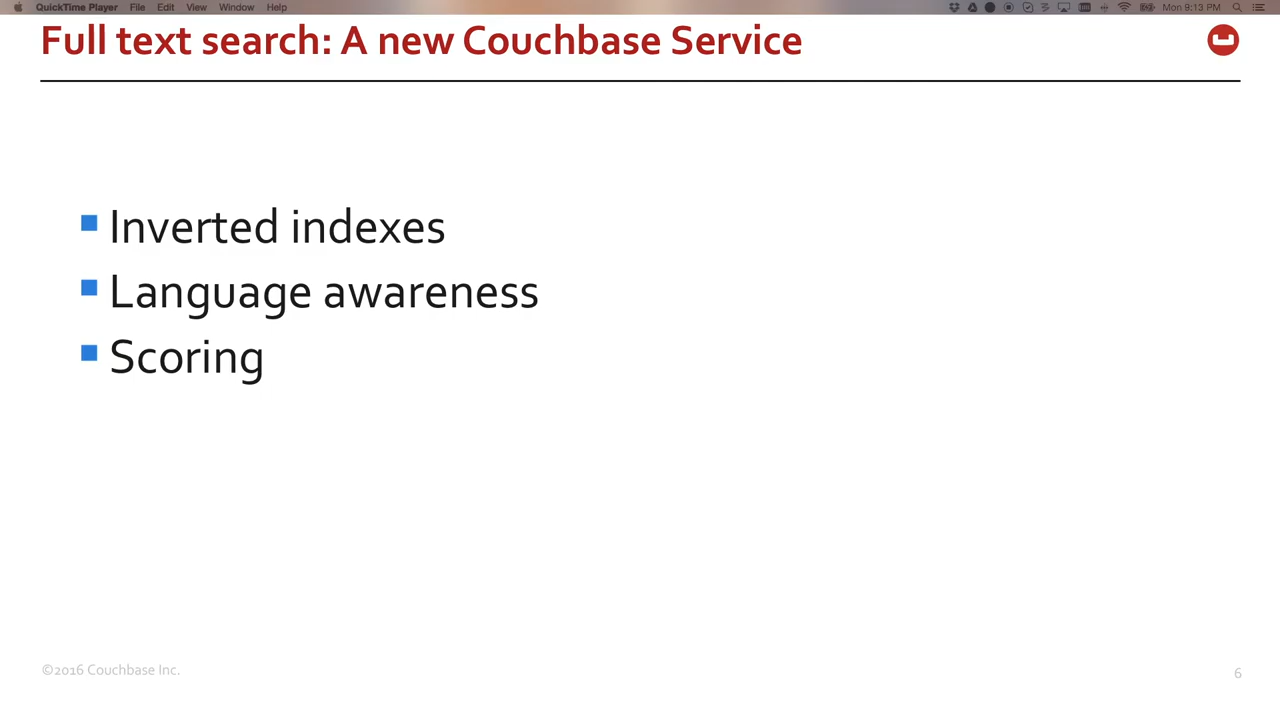 QuickTime Player File Edit View Window Help Mon 9:13 PM
Full text search: A new Couchbase Service
Inverted indexes
Language awareness
Scoring
©2016 Couchbase Inc.
6